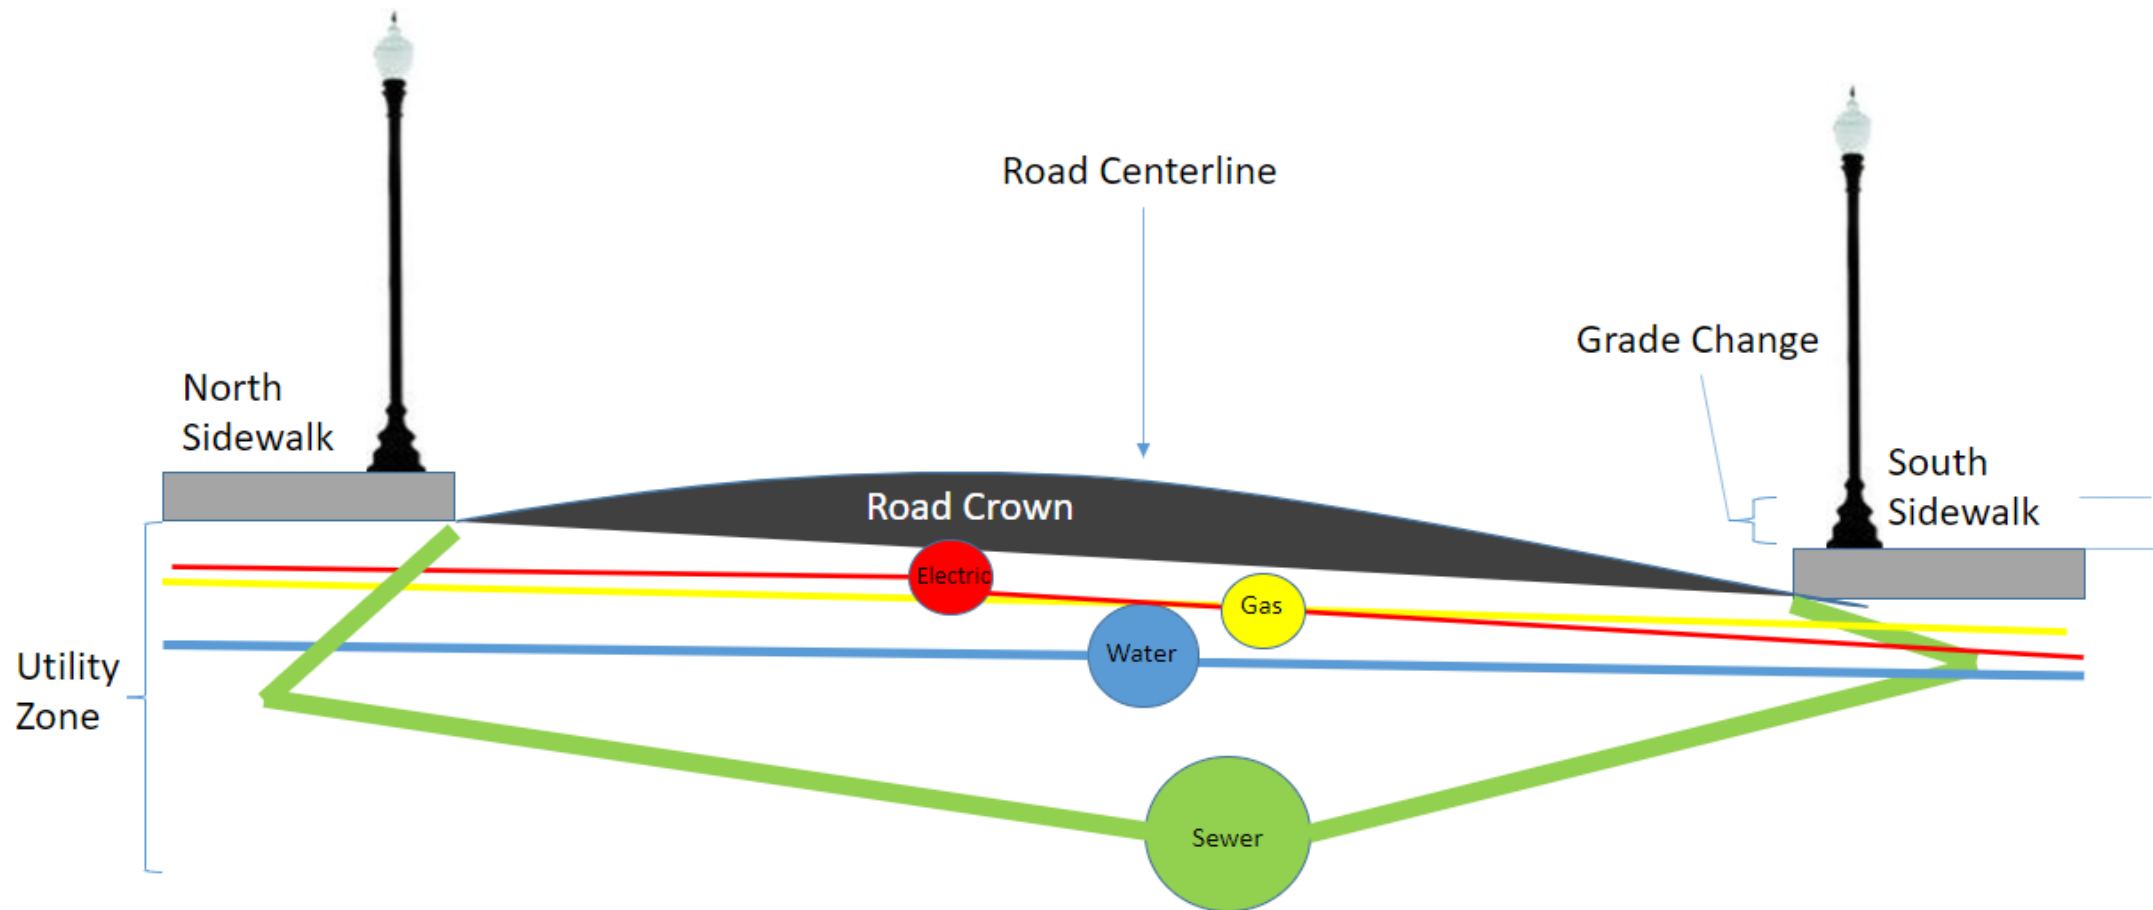 Road Centerline
Grade Change
North
Sidewalk
South
Sidewalk
Road Crown
Electric
Gas
Water
Utility
Zone
Sewer